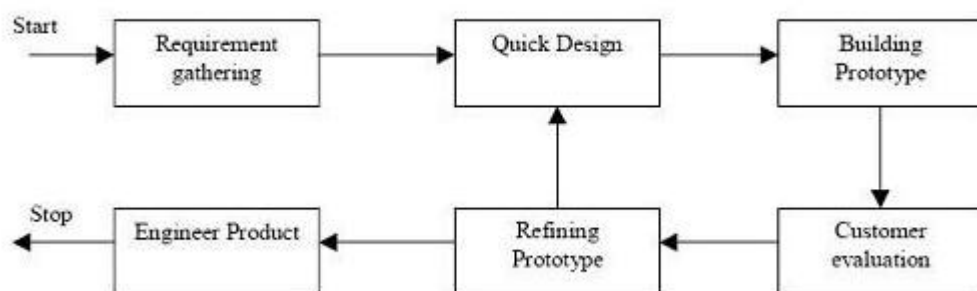 Start
Requirement
gathering
Quick Design
Building
Prototype
Stop
Engineer Product
Refining
Prototype
Customer
evaluation